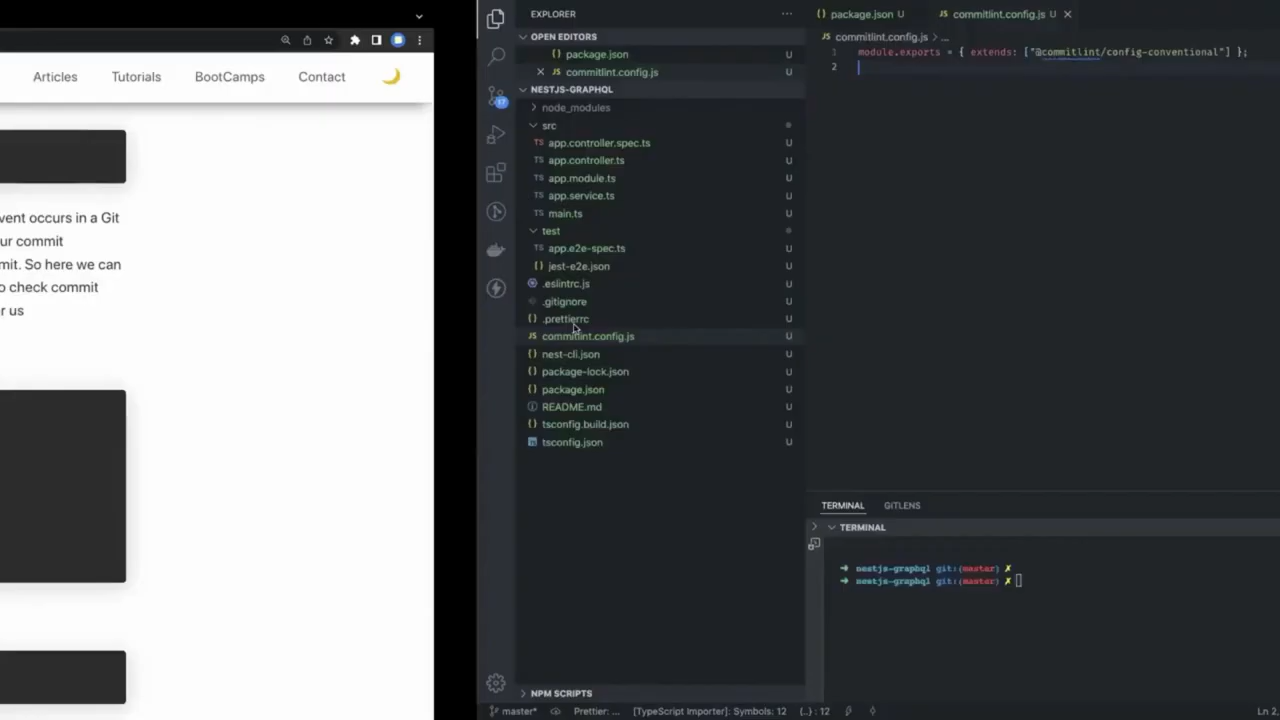 Articles
Tutorials
BootCamps
Contact
vent occurs in a Git
ur commit
mit. So here we can
o check commit
r us
EXPLORER
OPEN EDITORS
package.json U
commitlint.config.js U
NESTJS-GRAPHQL
node_modules
src
app.controller.spec.ts U
app.controller.ts U
app.module.ts U
app.service.ts U
main.ts U
test
app.e2e-spec.ts U
jest-e2e.json U
.eslintrc.js U
.gitignore U
.prettierrc U
commitlint.config.js U
nest-cli.json U
package-lock.json U
package.json U
README.md U
tsconfig.build.json U
tsconfig.json U
NPM SCRIPTS
package.json U
commitlint.config.js U
commitlint.config.js > ...
1 module.exports = { extends: ["@commitlint/config-conventional"] };
2
TERMINAL
GITLENS
TERMINAL
nestjs-graphql git:(master) ✗
nestjs-graphql git:(master) ✗
17
master*
Prettier: ...
[TypeScript Importer]: Symbols: 12
{..} : 12
Ln 2,